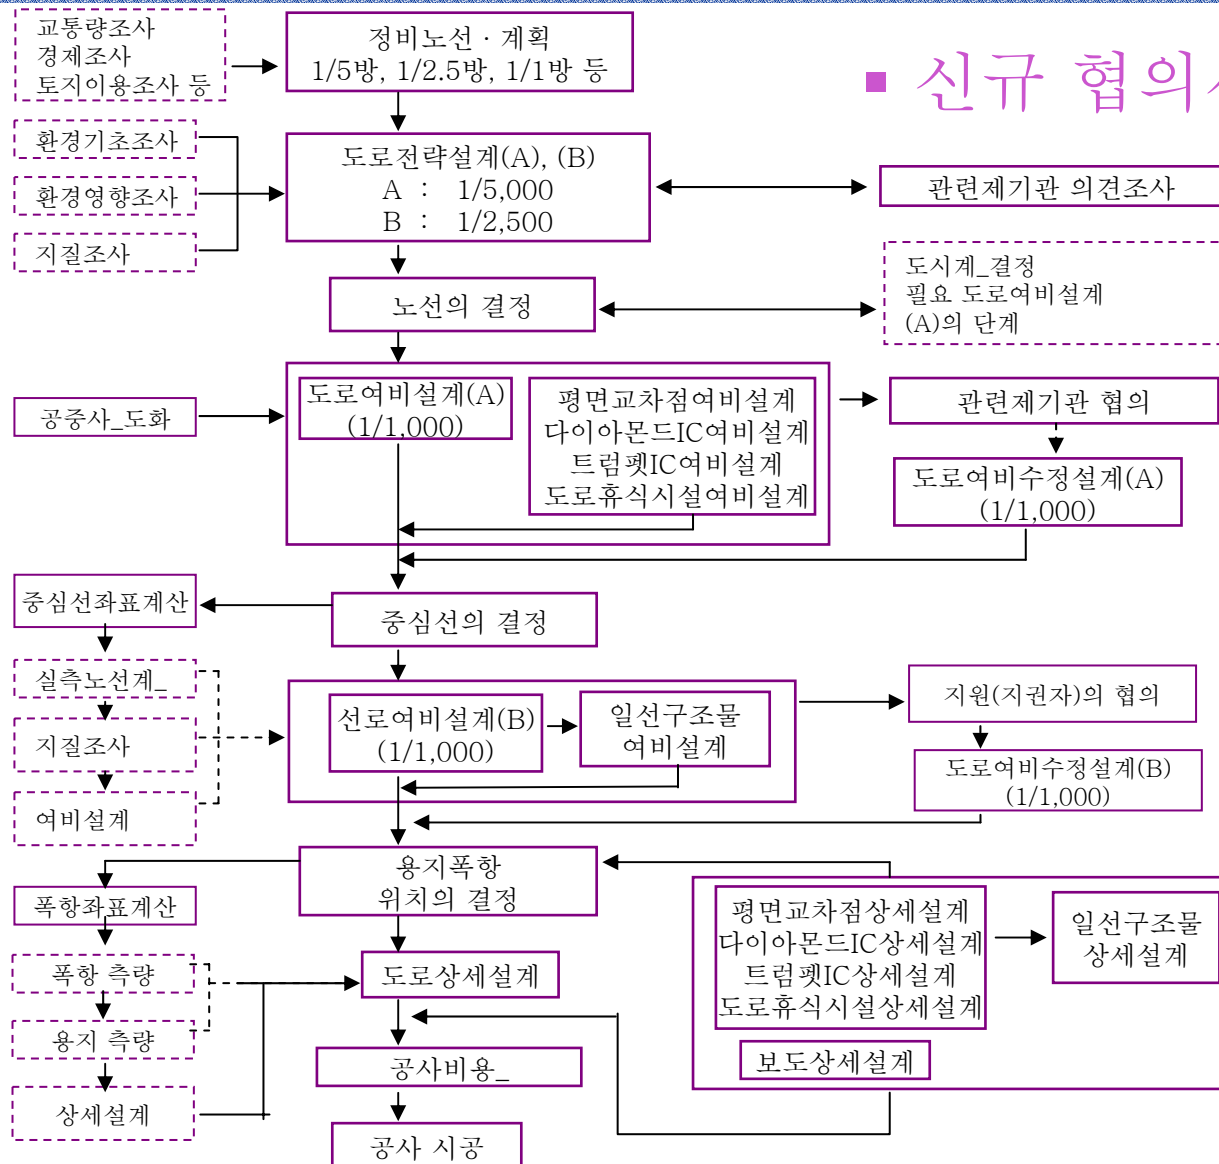 교통량조사
경제조사
토지이용조사 등
정비노선 · 계획
1/5방, 1/2.5방, 1/1방 등
▪ 신규 협의
환경기초조사
환경영향조사
지질조사
도로전략설계(A), (B)
A : 1/5,000
B : 1/2,500
관련제기관 의견조사
노선의 결정
도시계_결정
필요 도로여비설계
(A)의 단계
공중사_도화
도로여비설계(A)
(1/1,000)
평면교차점여비설계
다이아몬드IC여비설계
트럼펫IC여비설계
도로휴식시설여비설계
관련제기관 협의
도로여비수정설계(A)
(1/1,000)
중심선좌표계산
중심선의 결정
실측노선계_
지질조사
여비설계
선로여비설계(B)
(1/1,000)
일선구조물
여비설계
지원(지권자)의 협의
도로여비수정설계(B)
(1/1,000)
용지폭항
위치의 결정
폭항좌표계산
폭항 측량
용지 측량
상세설계
도로상세설계
평면교차점상세설계
다이아몬드IC상세설계
트럼펫IC상세설계
도로휴식시설상세설계
일선구조물
상세설계
보도상세설계
공사비용_
공사 시공